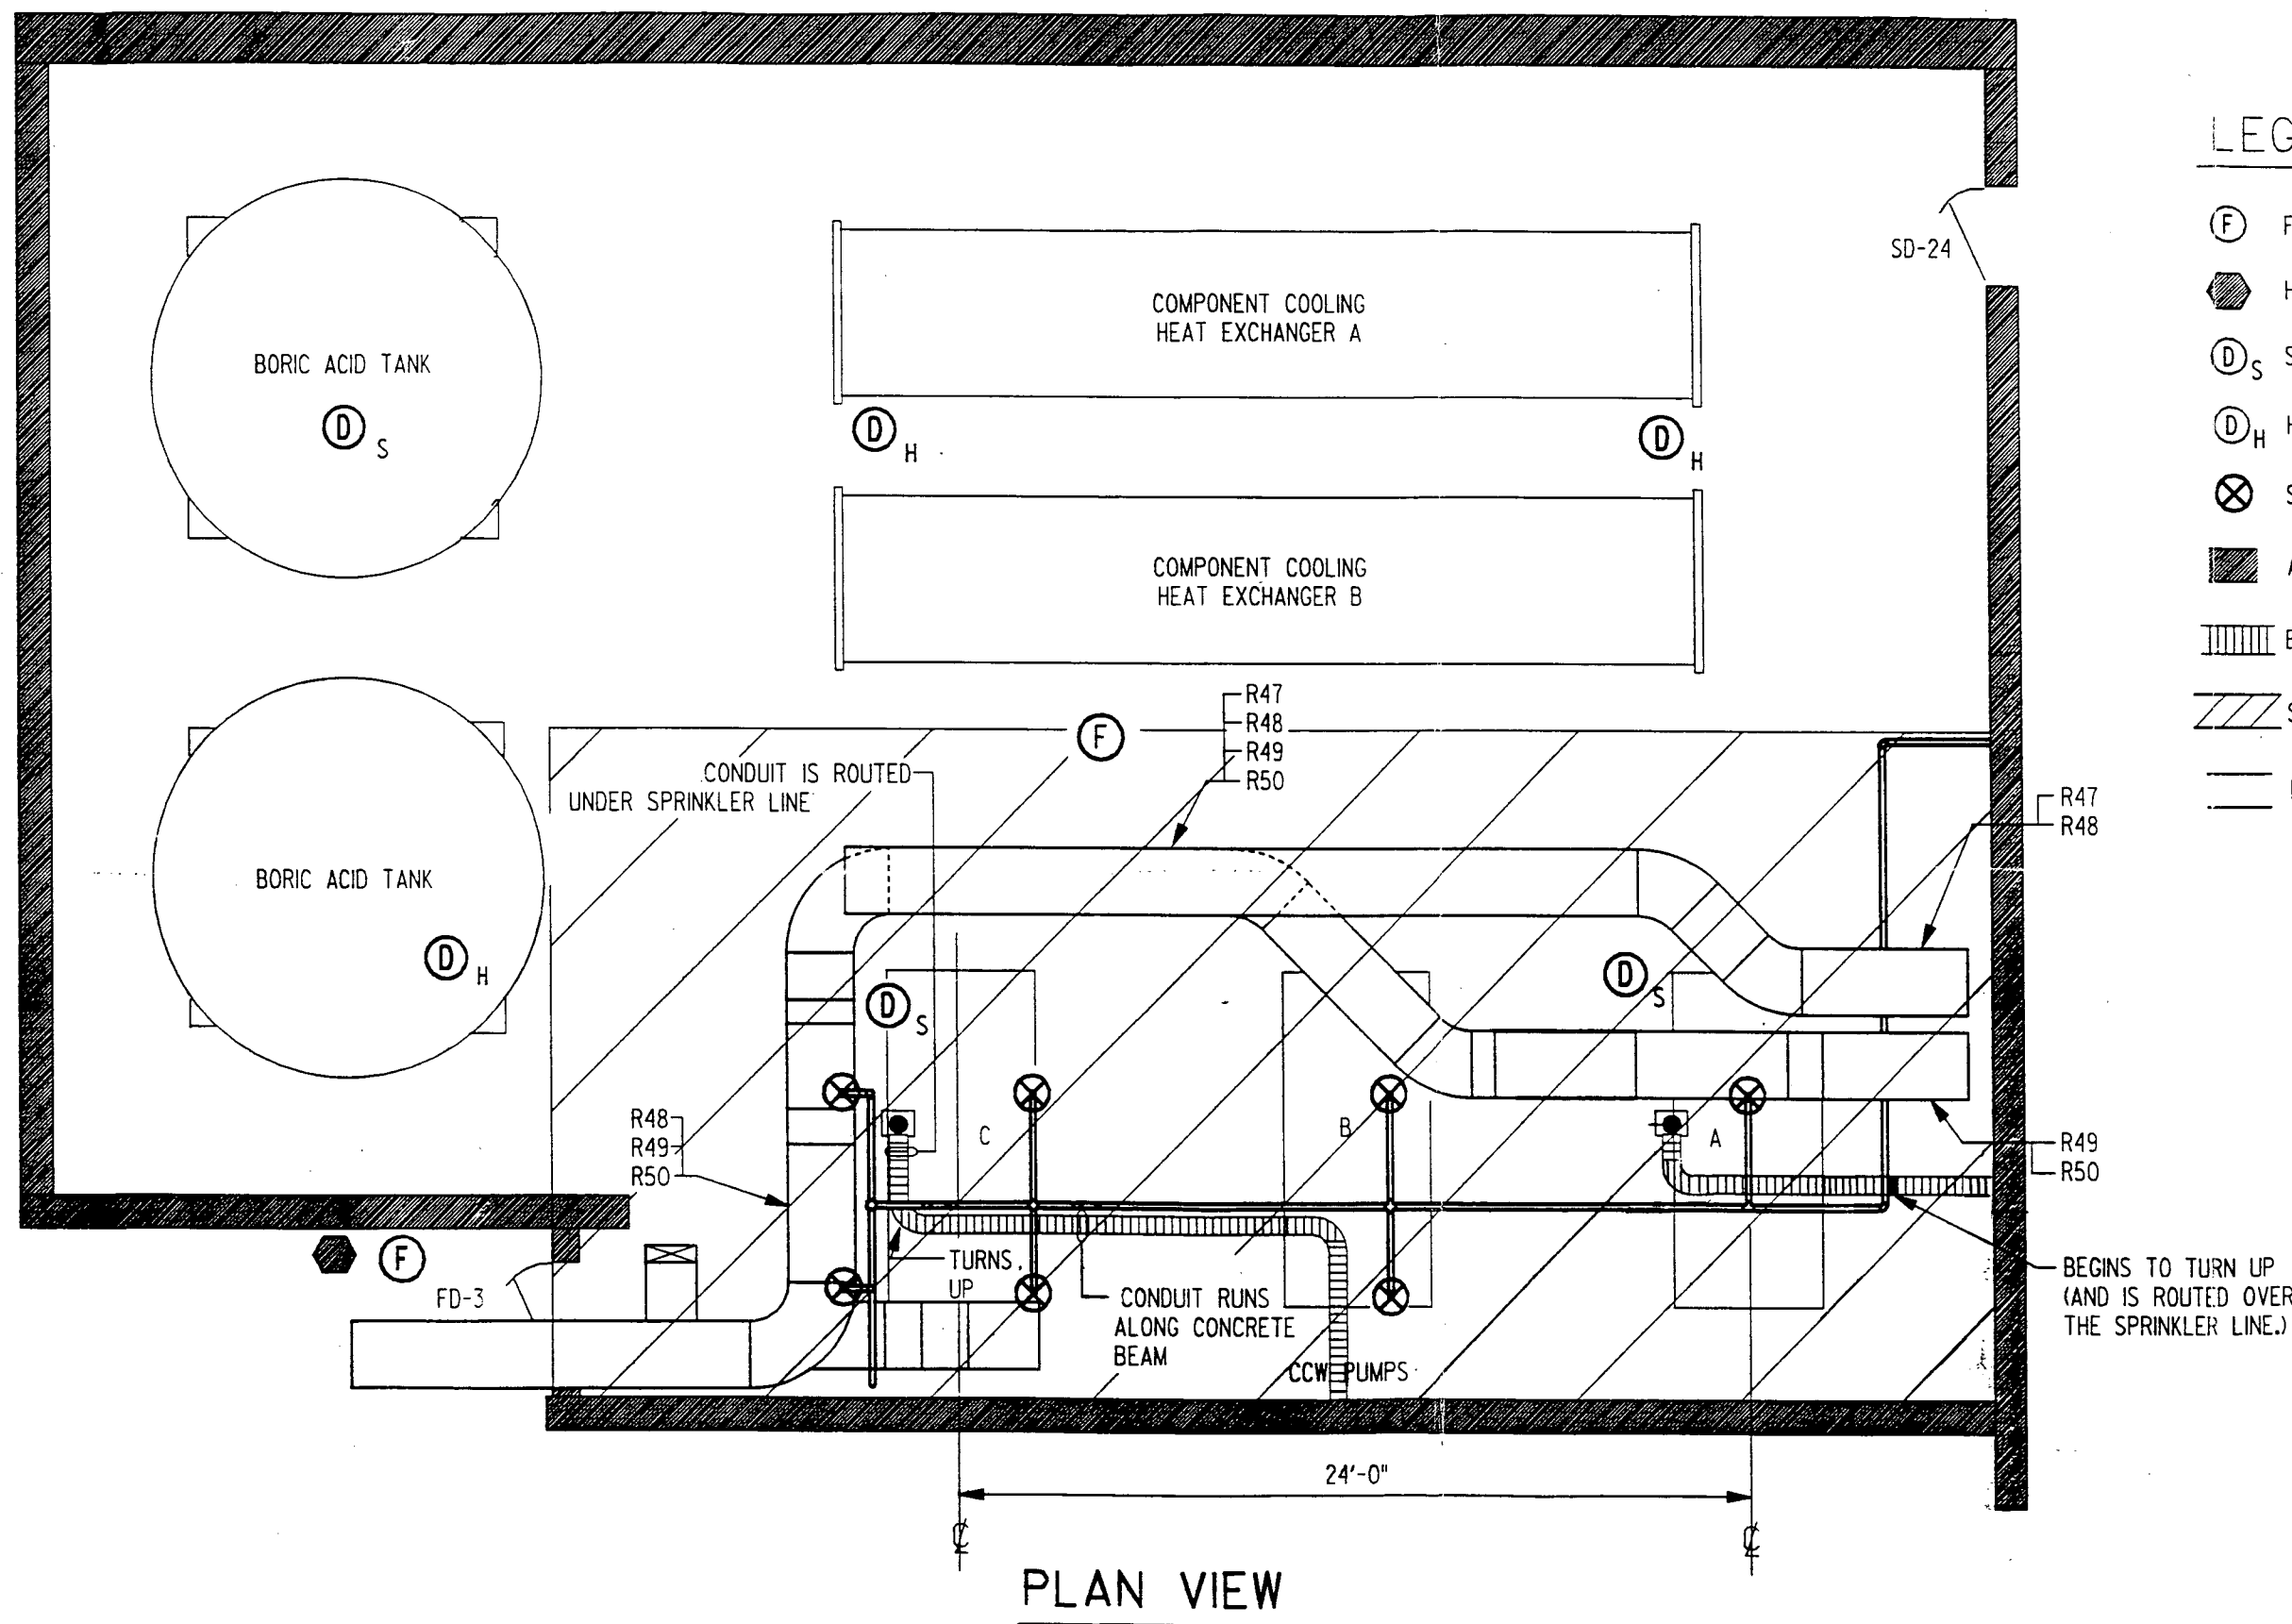 LEG
F F
H
SD-24
COMPONENT COOLING
HEAT EXCHANGER A
BORIC ACID TANK
D S
D H
D H
D S S
D H H
S
COMPONENT COOLING
HEAT EXCHANGER B
A
E
S
R47
R48
R49
R50
F
CONDUIT IS ROUTED
UNDER SPRINKLER LINE
R47
R48
BORIC ACID TANK
D H
D S
D S
R48
R49
R50
C
B
A
R49
R50
F
FD-3
TURNS
UP
CONDUIT RUNS
ALONG CONCRETE
BEAM
CCW PUMPS
BEGINS TO TURN UP
(AND IS ROUTED OVER
THE SPRINKLER LINE.)
24'-0"
℄
℄
PLAN VIEW